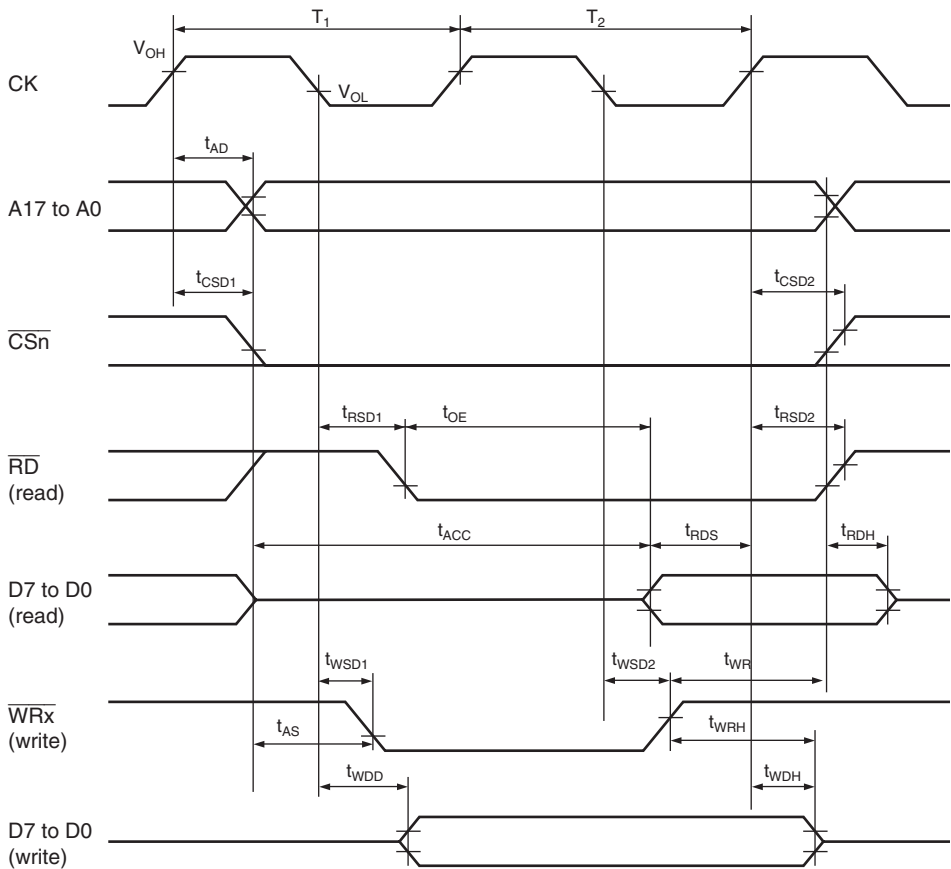 T1
T2
VOH
CK
VOL
tAD
A17 to A0
tCSD1
tCSD2
CSn
tRSD1
tOE
tRSD2
RD
(read)
tACC
tRDS
tRDH
D7 to D0
(read)
tWSD1
tWSD2
tWR
WRx
(write)
tAS
tWRH
tWDD
tWDH
D7 to D0
(write)